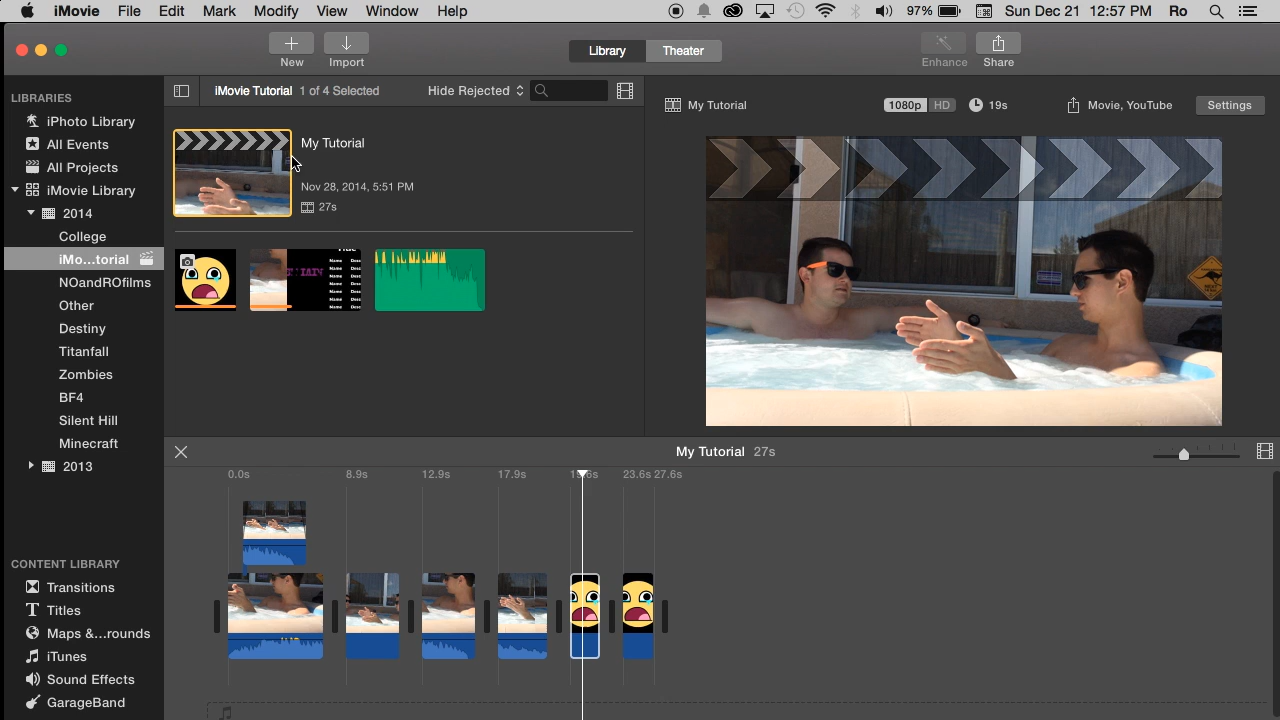 iMovie File Edit Mark Modify View Window Help 97% Sun Dec 21 12:57 PM Ro
New Import Library Theater Enhance Share
LIBRARIES
iPhoto Library
All Events
All Projects
iMovie Library
2014
College
iMo...torial
NOandROfilms
Other
Destiny
Titanfall
Zombies
BF4
Silent Hill
Minecraft
2013
CONTENT LIBRARY
Transitions
Titles
Maps &...rounds
iTunes
Sound Effects
GarageBand
iMovie Tutorial 1 of 4 Selected Hide Rejected
My Tutorial
Nov 28, 2014, 5:51 PM
27s
My Tutorial 1080p HD 19s Movie, YouTube Settings
My Tutorial 27s
0.0s 8.9s 12.9s 17.9s 23.6s 27.6s